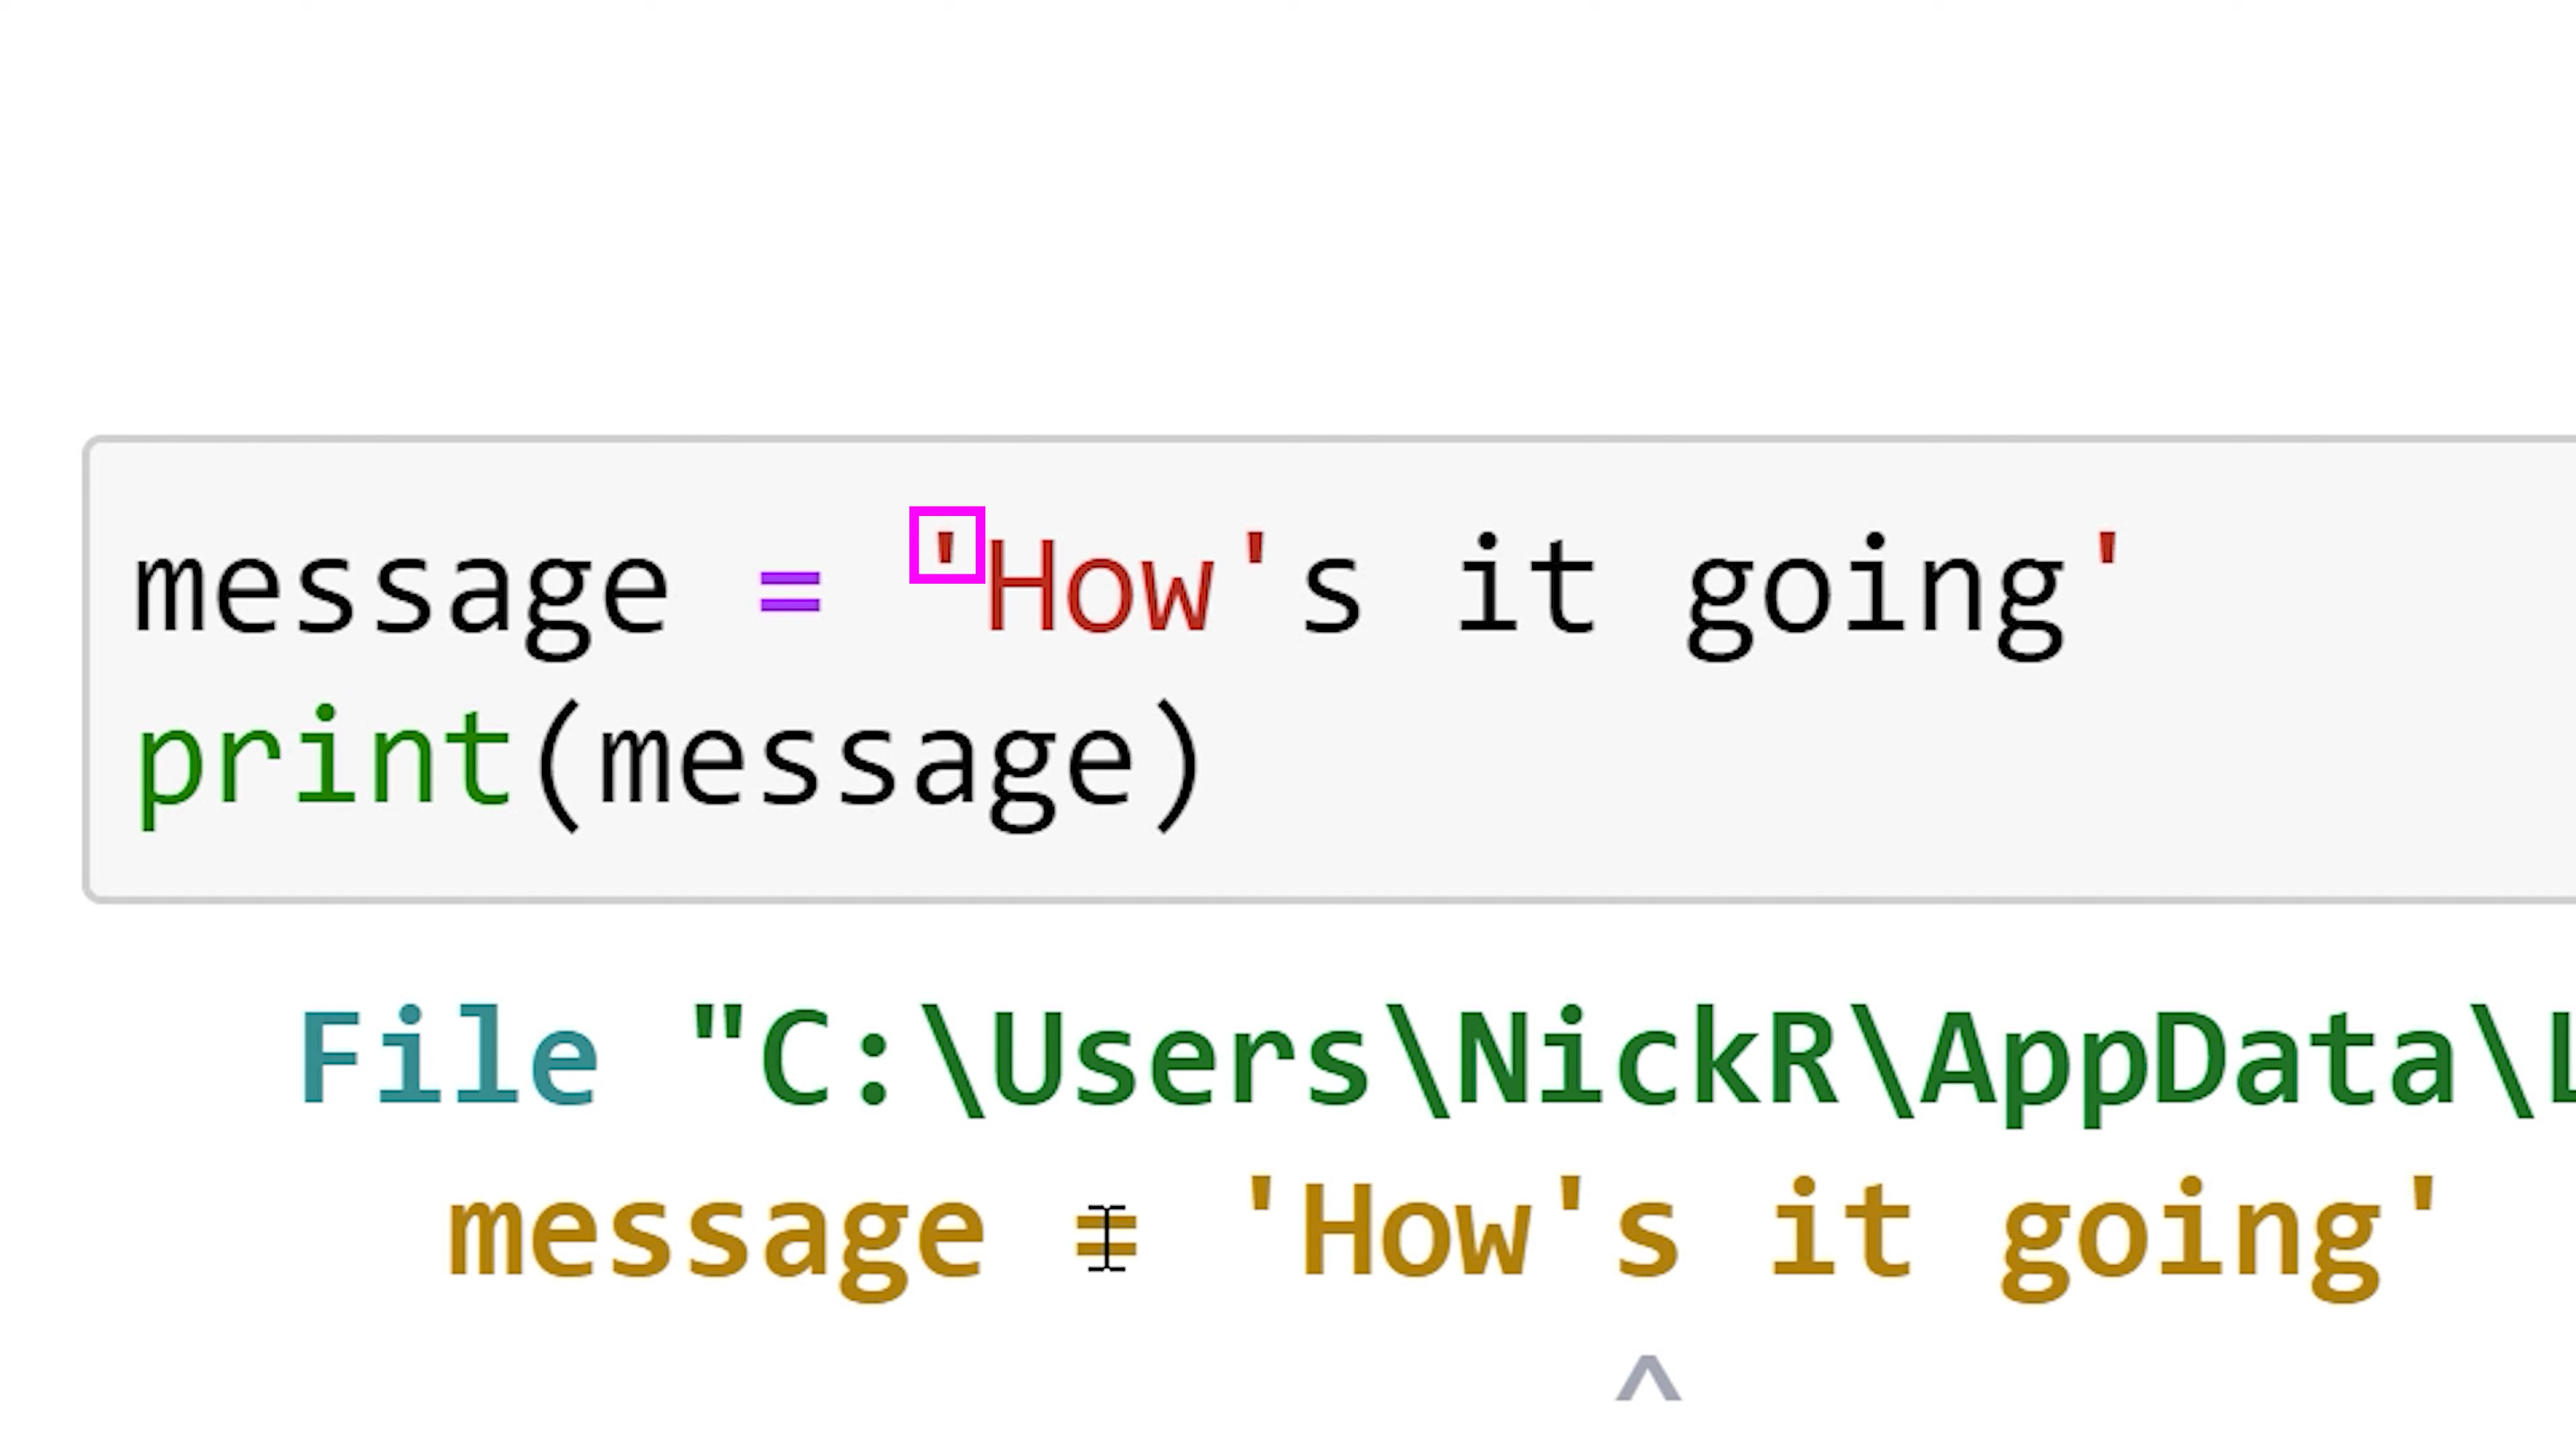 message = 'How's it going'
print(message)
File "C:\Users\NickR\AppData\L
message = 'How's it going'
^